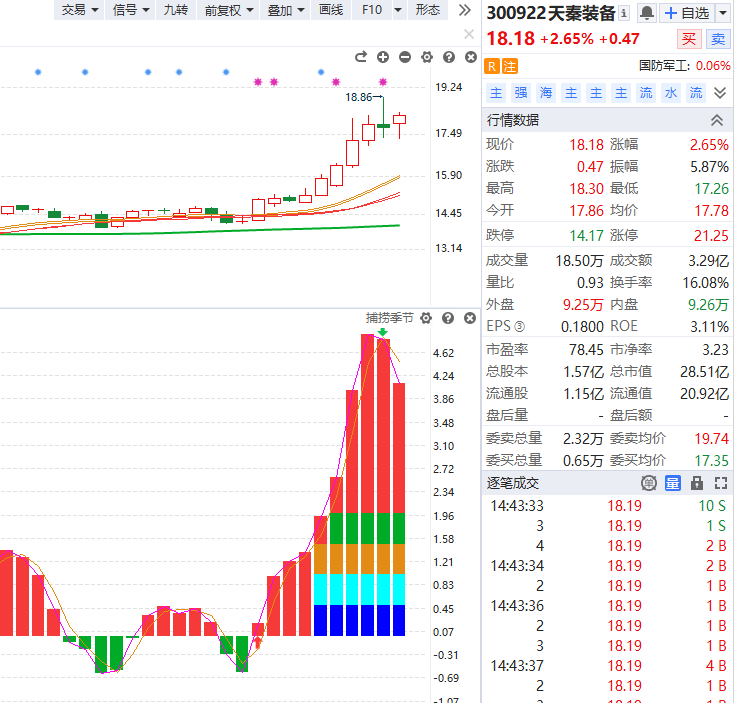 交易 信号 九转 前复权 叠加 画线 F10 形态
18.86
19.24
17.49
15.90
14.45
13.14
捕捞季节
4.62
4.24
3.86
3.48
3.10
2.72
2.34
1.96
1.58
1.21
0.83
0.45
0.07
-0.31
-0.69
-1.07
300922 天秦装备 自选
18.18 +2.65% +0.47 买 卖
R 注 国防军工: 0.06%
主 强 海 主 主 主 流 水 流
行情数据
现价 18.18 涨幅 2.65%
涨跌 0.47 振幅 5.87%
最高 18.30 最低 17.26
今开 17.86 均价 17.78
跌停 14.17 涨停 21.25
成交量 18.50万 成交额 3.29亿
量比 0.93 换手率 16.08%
外盘 9.25万 内盘 9.26万
EPS③ 0.1800 ROE 3.11%
市盈率 78.45 市净率 3.23
总股本 1.57亿 总市值 28.51亿
流通股 1.15亿 流通值 20.92亿
盘后量 - 盘后额 -
委卖总量 2.32万 委卖均价 19.74
委买总量 0.65万 委买均价 17.35
逐笔成交 单 量
14:43:33 18.19 10 S
3 18.19 1 S
4 18.19 2 B
14:43:34 18.19 2 B
2 18.19 1 B
14:43:36 18.19 1 B
2 18.19 1 B
3 18.19 1 B
14:43:37 18.19 4 B
2 18.19 1 B